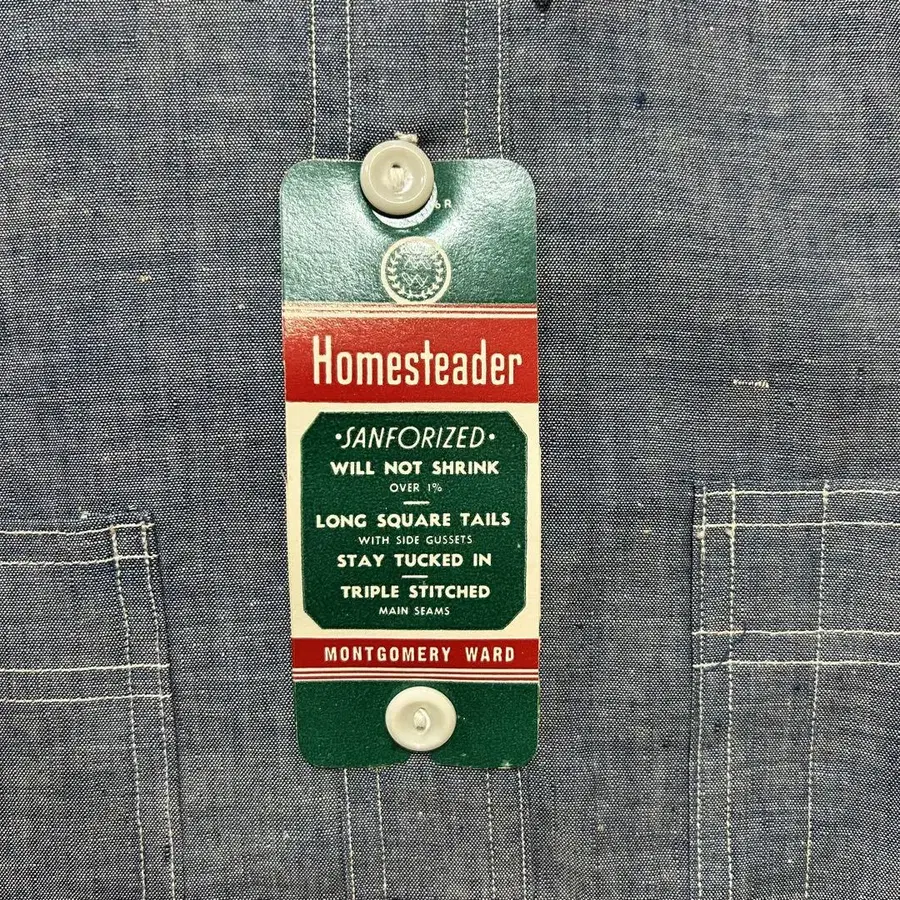 Homesteader
•SANFORIZED•
WILL NOT SHRINK
OVER 1%
LONG SQUARE TAILS
WITH SIDE GUSSETS
STAY TUCKED IN
TRIPLE STITCHED
MAIN SEAMS
MONTGOMERY WARD